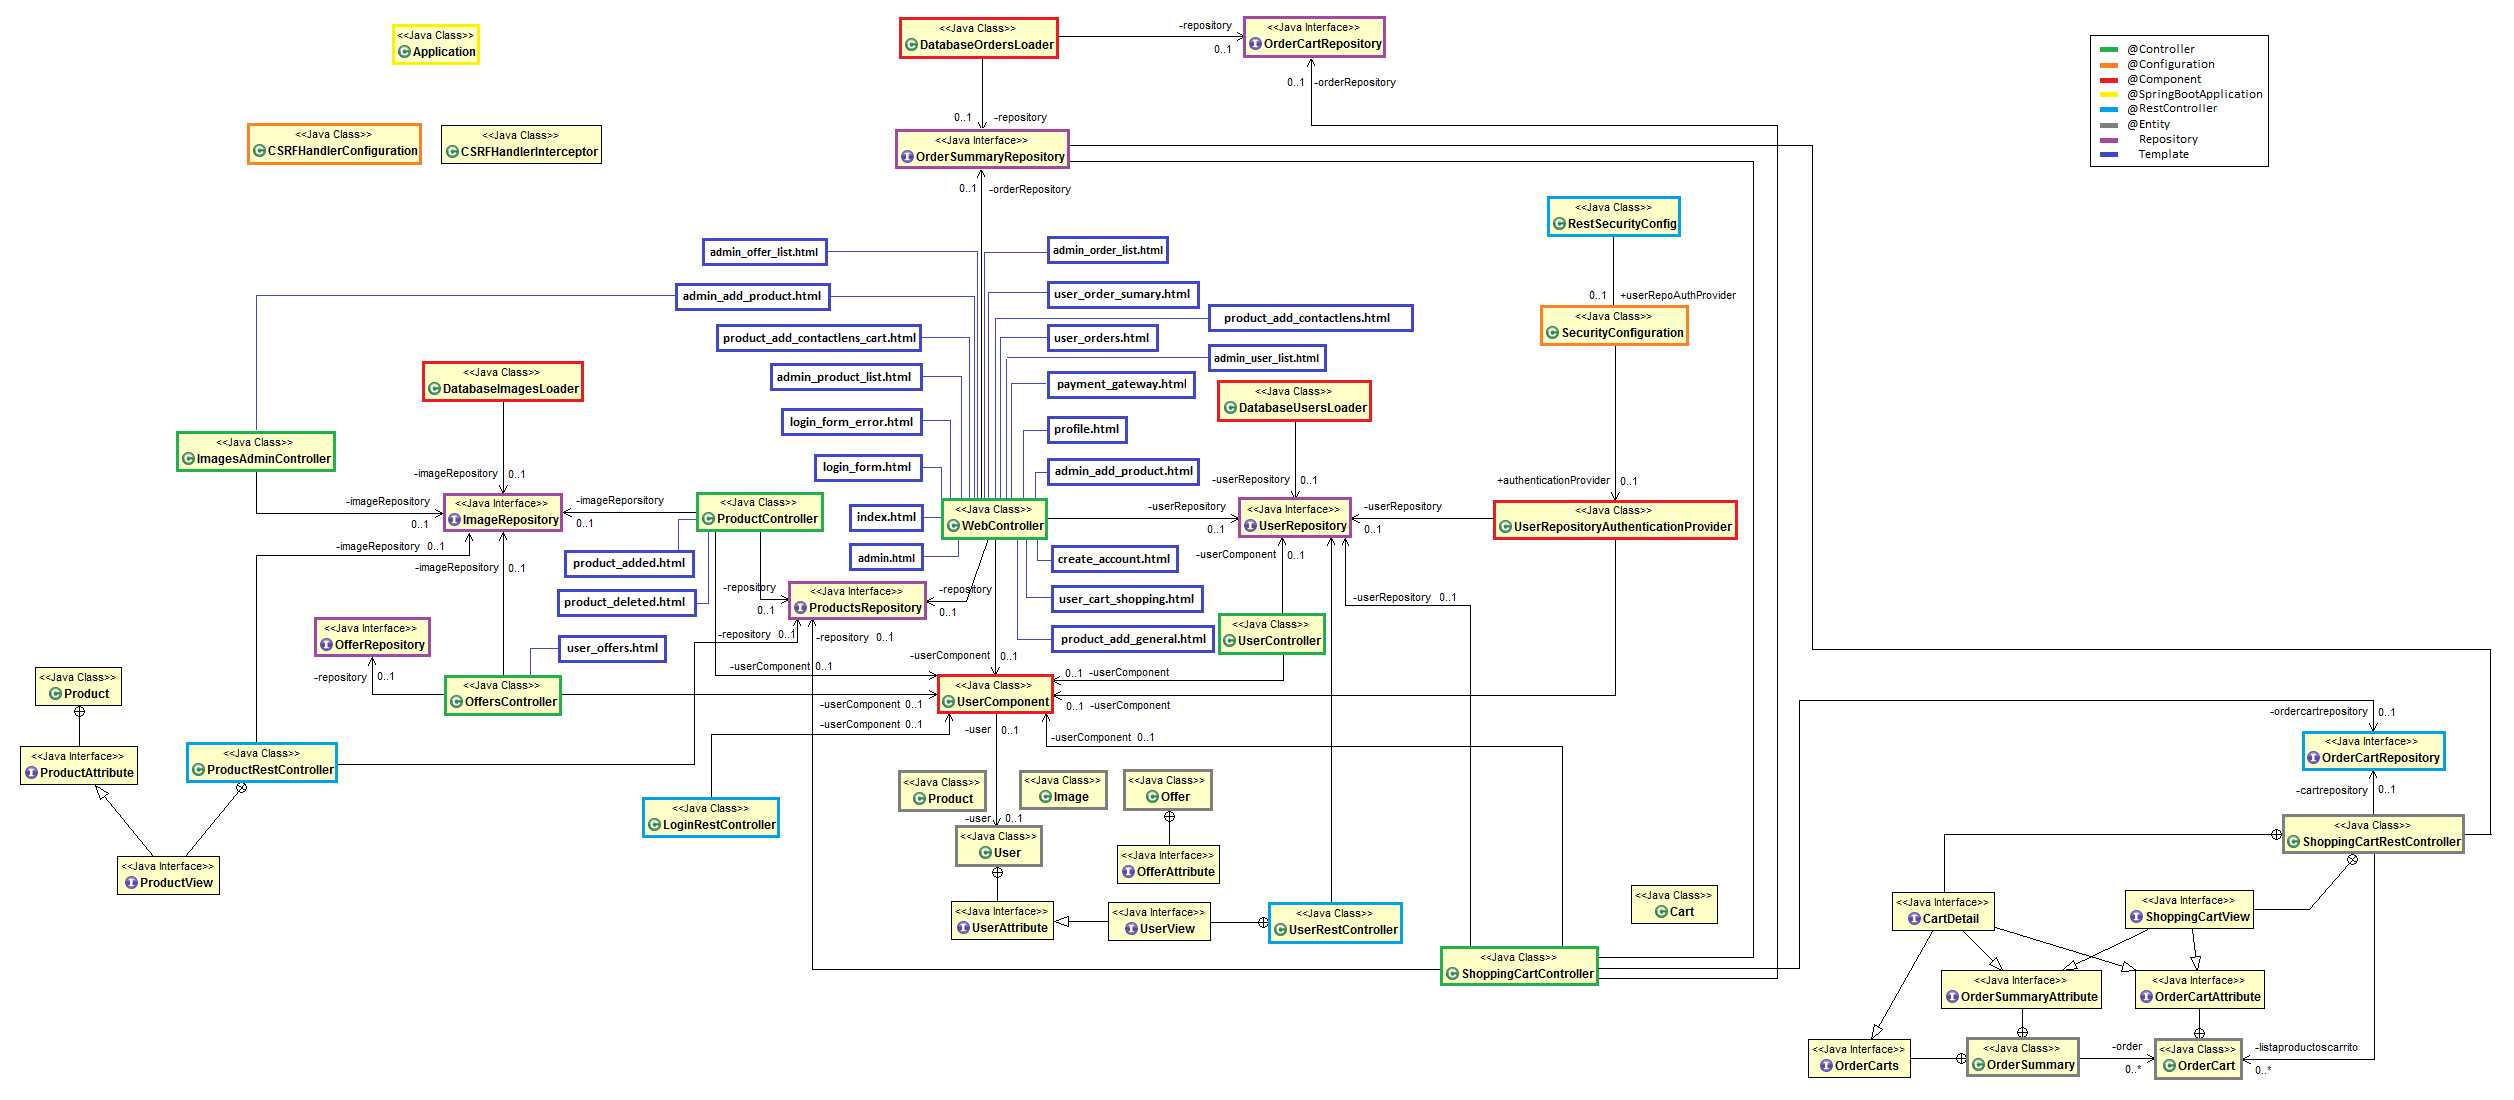 <<Java Class>>
Application
<<Java Class>>
DatabaseOrdersLoader
-repository
0..1
<<Java Interface>>
OrderCartRepository
0..1 -orderRepository
@Controller
@Configuration
@Component
@SpringBootApplication
@RestController
@Entity
Repository
Template
<<Java Class>>
CSRFHandlerConfiguration
<<Java Class>>
CSRFHandlerInterceptor
0..1 -repository
<<Java Interface>>
OrderSummaryRepository
0..1 -orderRepository
<<Java Class>>
RestSecurityConfig
0..1 +userRepoAuthProvider
<<Java Class>>
SecurityConfiguration
admin_offer_list.html
admin_order_list.html
admin_add_product.html
user_order_sumary.html
product_add_contactlens.html
product_add_contactlens_cart.html
user_orders.html
admin_user_list.html
admin_product_list.html
payment_gateway.html
login_form_error.html
profile.html
login_form.html
admin_add_product.html
index.html
admin.html
<<Java Class>>
DatabaseImagesLoader
<<Java Class>>
DatabaseUsersLoader
<<Java Class>>
ImagesAdminController
-imageRepository 0..1
-imageRepository
0..1
<<Java Interface>>
ImageRepository
-imageReporsitory
0..1
<<Java Class>>
ProductController
<<Java Class>>
WebController
-userRepository
0..1
-userRepository 0..1
<<Java Interface>>
UserRepository
-userRepository
0..1
+authenticationProvider 0..1
<<Java Class>>
UserRepositoryAuthenticationProvider
-imageRepository 0..1
-imageRepository 0..1
product_added.html
product_deleted.html
-repository
0..1
<<Java Interface>>
ProductsRepository
-repository
0..1
create_account.html
user_cart_shopping.html
product_add_general.html
-userComponent 0..1
-userRepository 0..1
<<Java Class>>
UserController
<<Java Interface>>
OfferRepository
user_offers.html
-repository 0..1
-repository 0..1
-userComponent 0..1
-userComponent 0..1
0..1 -userComponent
<<Java Class>>
Product
-repository 0..1
<<Java Class>>
OffersController
-userComponent 0..1
-userComponent 0..1
<<Java Class>>
UserComponent
0..1 -userComponent
-user 0..1
-userComponent 0..1
-ordercartrepository 0..1
<<Java Interface>>
ProductAttribute
<<Java Class>>
ProductRestController
<<Java Class>>
LoginRestController
<<Java Class>>
Product
<<Java Class>>
Image
<<Java Class>>
Offer
<<Java Interface>>
OrderCartRepository
-cartrepository 0..1
-user 0..1
<<Java Class>>
User
<<Java Interface>>
OfferAttribute
<<Java Class>>
ShoppingCartRestController
<<Java Interface>>
ProductView
<<Java Interface>>
UserAttribute
<<Java Interface>>
UserView
<<Java Class>>
UserRestController
<<Java Class>>
Cart
<<Java Interface>>
CartDetail
<<Java Interface>>
ShoppingCartView
<<Java Class>>
ShoppingCartController
<<Java Interface>>
OrderSummaryAttribute
<<Java Interface>>
OrderCartAttribute
<<Java Interface>>
OrderCarts
<<Java Class>>
OrderSummary
-order
0..*
<<Java Class>>
OrderCart
-listaproductoscarrito
0..*